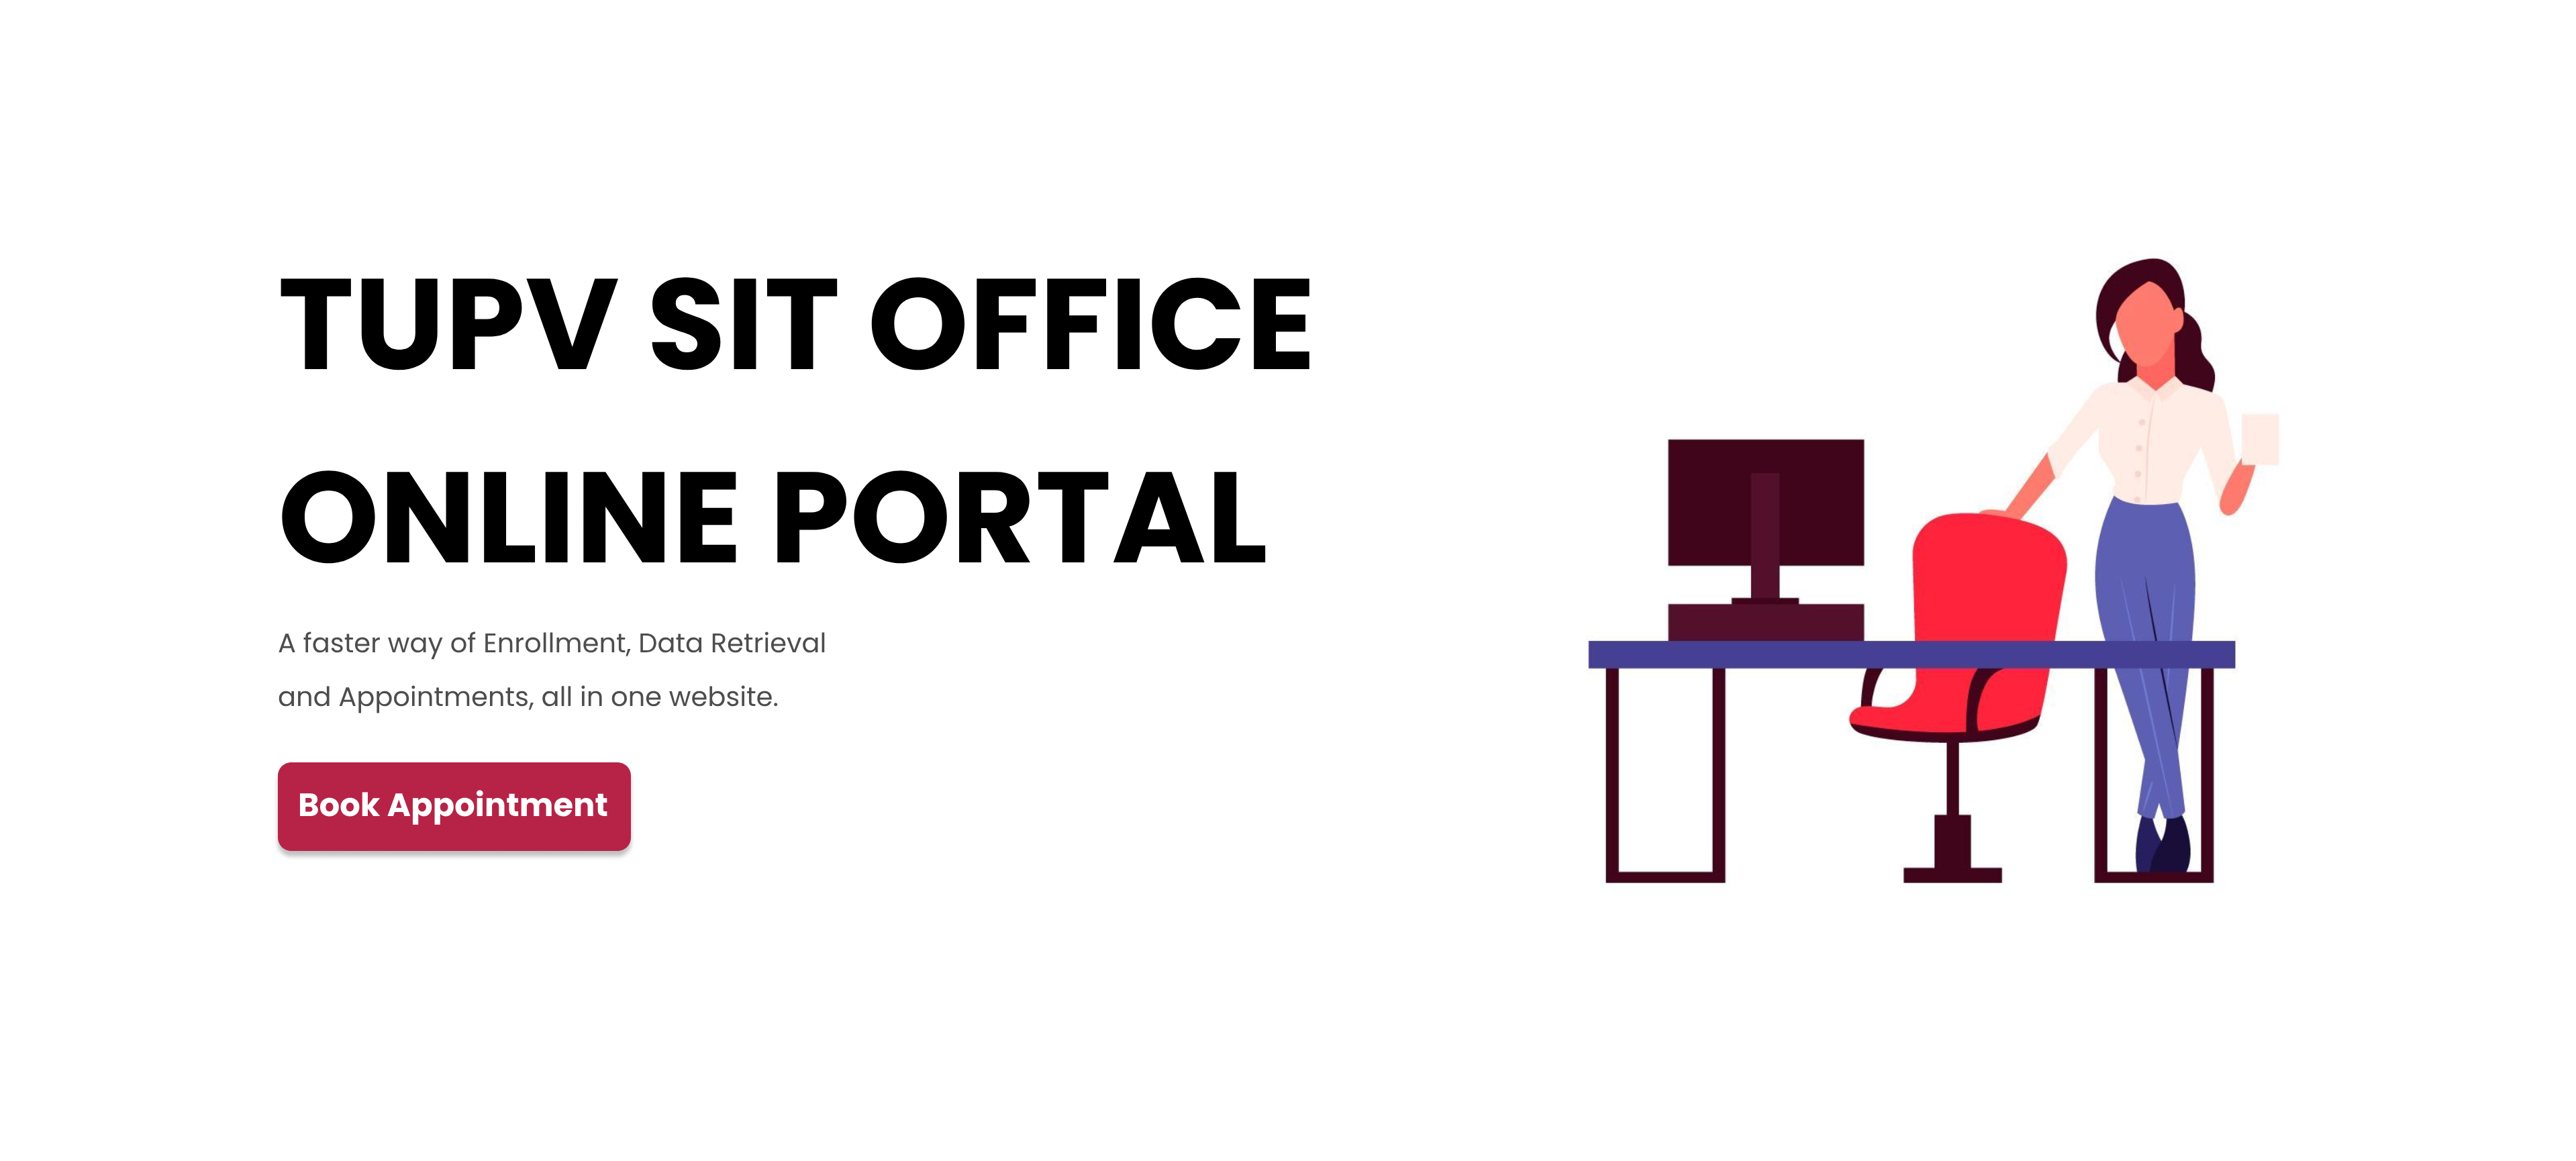 TUPV SIT OFFICE
ONLINE PORTAL
A faster way of Enrollment, Data Retrieval
and Appointments, all in one website.
Book Appointment